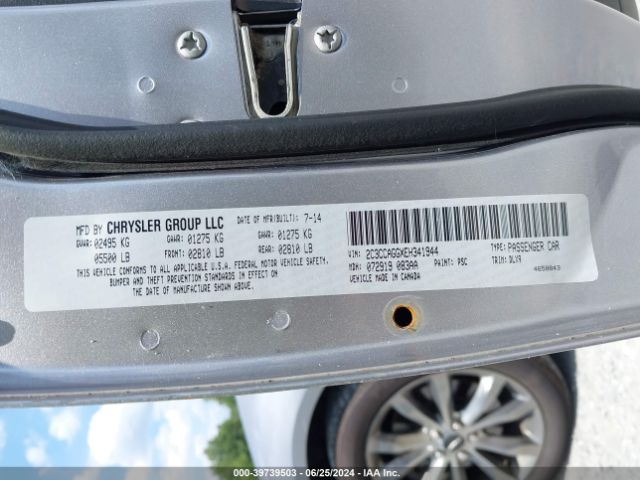 MFD BY CHRYSLER GROUP LLC DATE OF MFR(BUILT): 7-14
GVWR: 02495 KG GAWR: 01275 KG GAWR: 01275 KG
05500 LB FRONT: 02810 LB REAR: 02810 LB
THIS VEHICLE CONFORMS TO ALL APPLICABLE U.S.A. FEDERAL MOTOR VEHICLE SAFETY,
BUMPER AND THEFT PREVENTION STANDARDS IN EFFECT ON
THE DATE OF MANUFACTURE SHOWN ABOVE.
VIN: 2C3CCAGGXEH341944 TYPE: PASSENGER CAR
MDH: 072919 083AA PAINT: PSC TRIM: DLX9
VEHICLE MADE IN CANADA 4658843
000-39739503 / 06/25/2024 / IAA Inc.